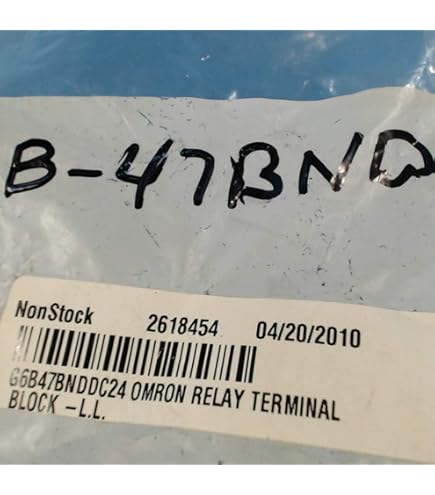 B-47BND
NonStock 2618454 04/20/2010
G6B47BNDDC24 OMRON RELAY TERMINAL
BLOCK -L.L.